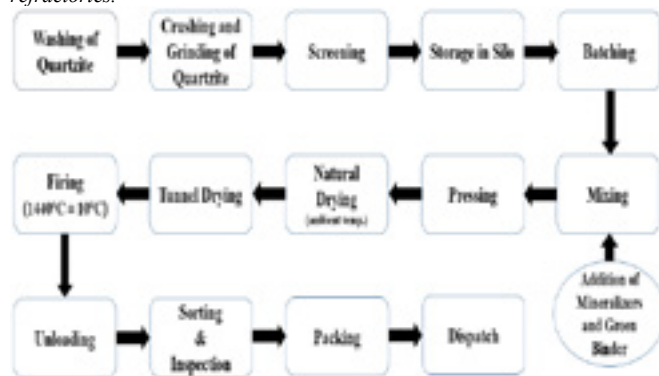 refractories.
Washing of
Quartzite
Crushing and
Grinding of
Quartzite
Screening
Storage in Silo
Batching
Firing
(1440°C ± 10°C)
Tunnel Drying
Natural
Drying
(ambient temp.)
Pressing
Mixing
Addition of
Mineralizers
and Green
Binder
Unloading
Sorting
&
Inspection
Packing
Dispatch